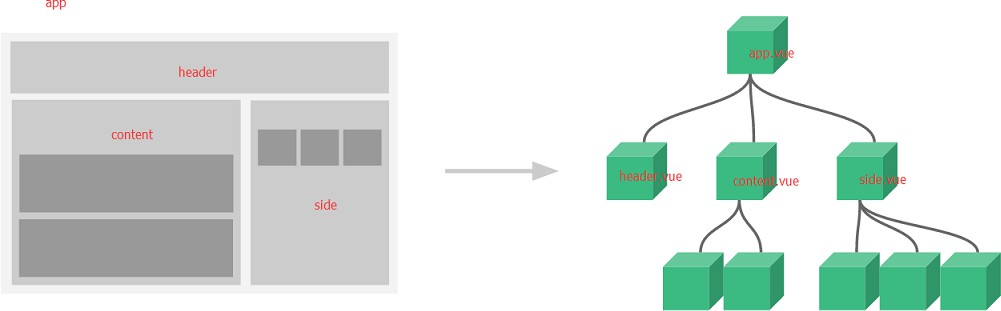 app
header
content
side
app.vue
header.vue
content.vue
side.vue